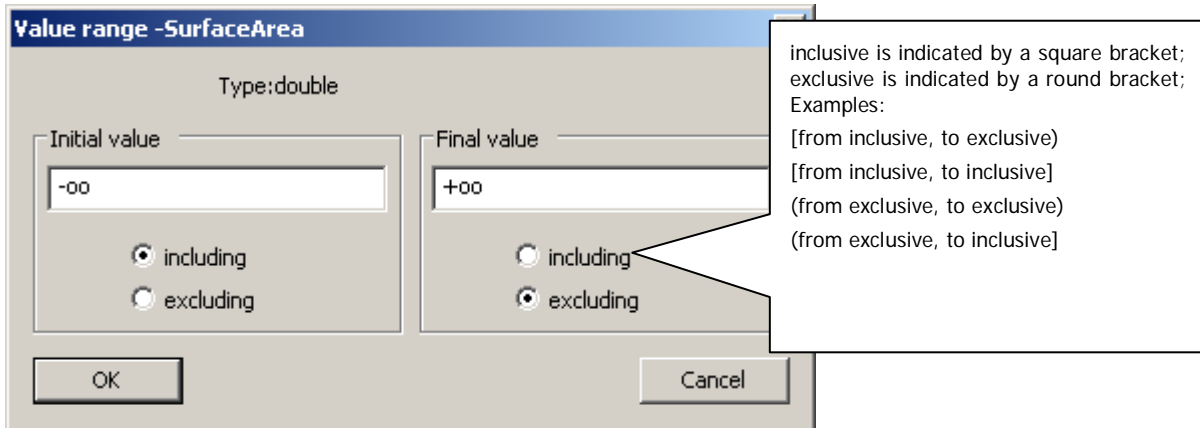 Value range -SurfaceArea
Type:double
Initial value
-oo
including
excluding
Final value
+oo
including
excluding
OK
Cancel
inclusive is indicated by a square bracket;
exclusive is indicated by a round bracket;
Examples:
[from inclusive, to exclusive)
[from inclusive, to inclusive]
(from exclusive, to exclusive)
(from exclusive, to inclusive]